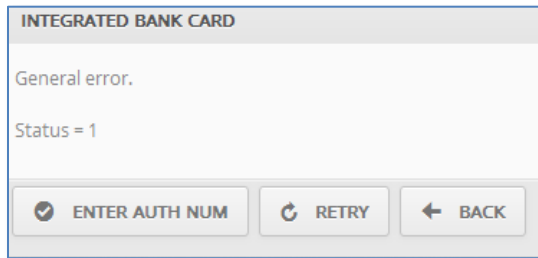 INTEGRATED BANK CARD
General error.
Status = 1
ENTER AUTH NUM RETRY BACK